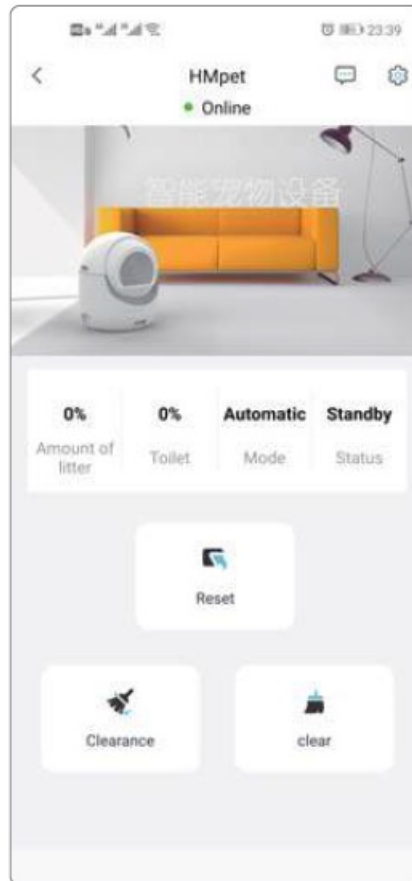 23:39
HMpet
Online
智能宠物设备
0%
Amount of
litter
0%
Toilet
Automatic
Mode
Standby
Status
Reset
Clearance
clear